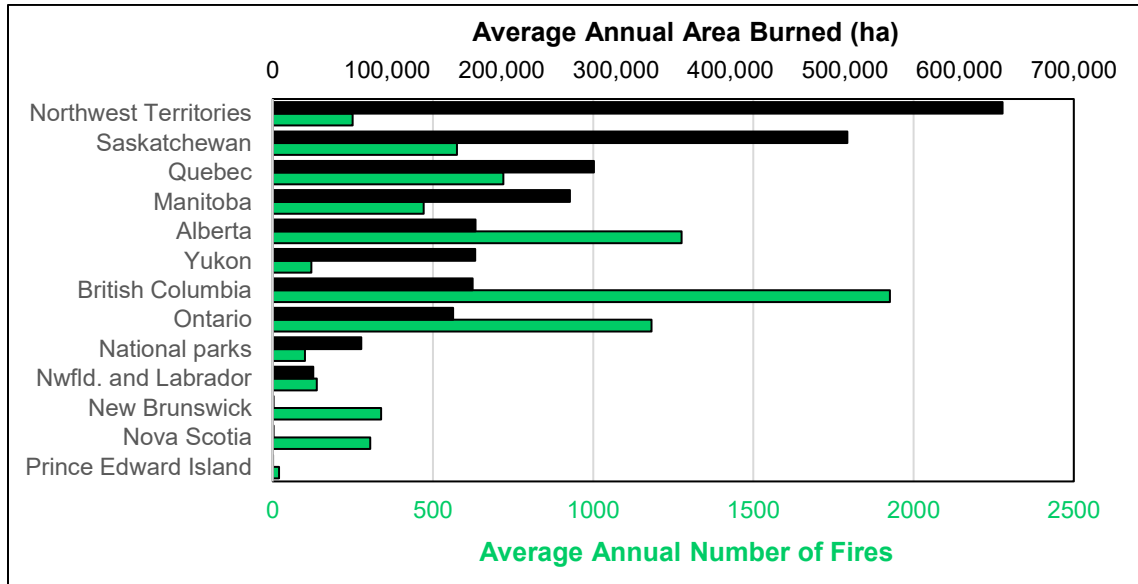 Average Annual Area Burned (ha)
0 100,000 200,000 300,000 400,000 500,000 600,000 700,000
Northwest Territories
Saskatchewan
Quebec
Manitoba
Alberta
Yukon
British Columbia
Ontario
National parks
Nwfld. and Labrador
New Brunswick
Nova Scotia
Prince Edward Island
0 500 1000 1500 2000 2500
Average Annual Number of Fires